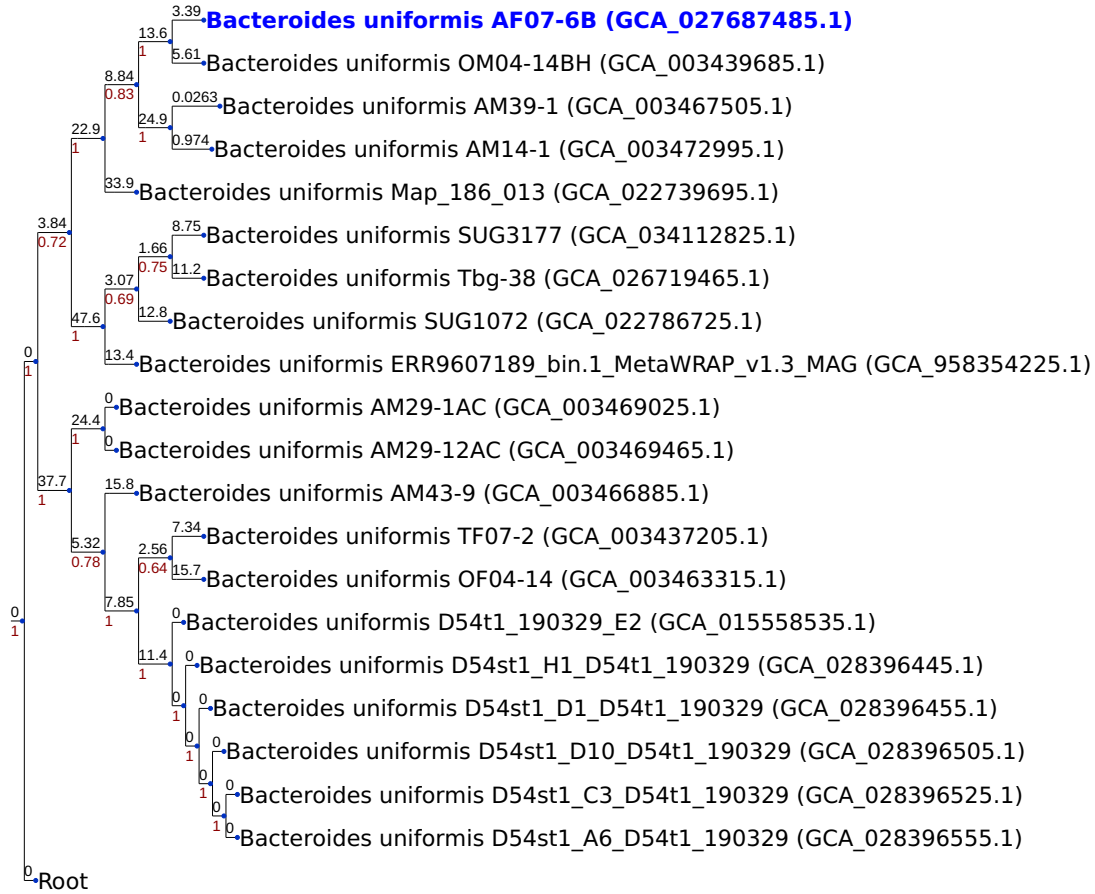 3.39
Bacteroides uniformis AF07-6B (GCA_027687485.1)
13.6
1
5.61
Bacteroides uniformis OM04-14BH (GCA_003439685.1)
8.84
0.83
0.0263
Bacteroides uniformis AM39-1 (GCA_003467505.1)
24.9
1
0.974
Bacteroides uniformis AM14-1 (GCA_003472995.1)
22.9
1
33.9
Bacteroides uniformis Map_186_013 (GCA_022739695.1)
3.84
0.72
8.75
Bacteroides uniformis SUG3177 (GCA_034112825.1)
1.66
0.75
11.2
Bacteroides uniformis Tbg-38 (GCA_026719465.1)
3.07
0.69
12.8
Bacteroides uniformis SUG1072 (GCA_022786725.1)
47.6
1
13.4
Bacteroides uniformis ERR9607189_bin.1_MetaWRAP_v1.3_MAG (GCA_958354225.1)
0
1
0
Bacteroides uniformis AM29-1AC (GCA_003469025.1)
24.4
1
0
Bacteroides uniformis AM29-12AC (GCA_003469465.1)
37.7
1
15.8
Bacteroides uniformis AM43-9 (GCA_003466885.1)
5.32
0.78
7.34
Bacteroides uniformis TF07-2 (GCA_003437205.1)
2.56
0.64
15.7
Bacteroides uniformis OF04-14 (GCA_003463315.1)
7.85
1
0
Bacteroides uniformis D54t1_190329_E2 (GCA_015558535.1)
0
1
11.4
1
0
Bacteroides uniformis D54st1_H1_D54t1_190329 (GCA_028396445.1)
0
1
0
Bacteroides uniformis D54st1_D1_D54t1_190329 (GCA_028396455.1)
0
1
0
Bacteroides uniformis D54st1_D10_D54t1_190329 (GCA_028396505.1)
0
1
0
Bacteroides uniformis D54st1_C3_D54t1_190329 (GCA_028396525.1)
0
1
0
Bacteroides uniformis D54st1_A6_D54t1_190329 (GCA_028396555.1)
0
Root